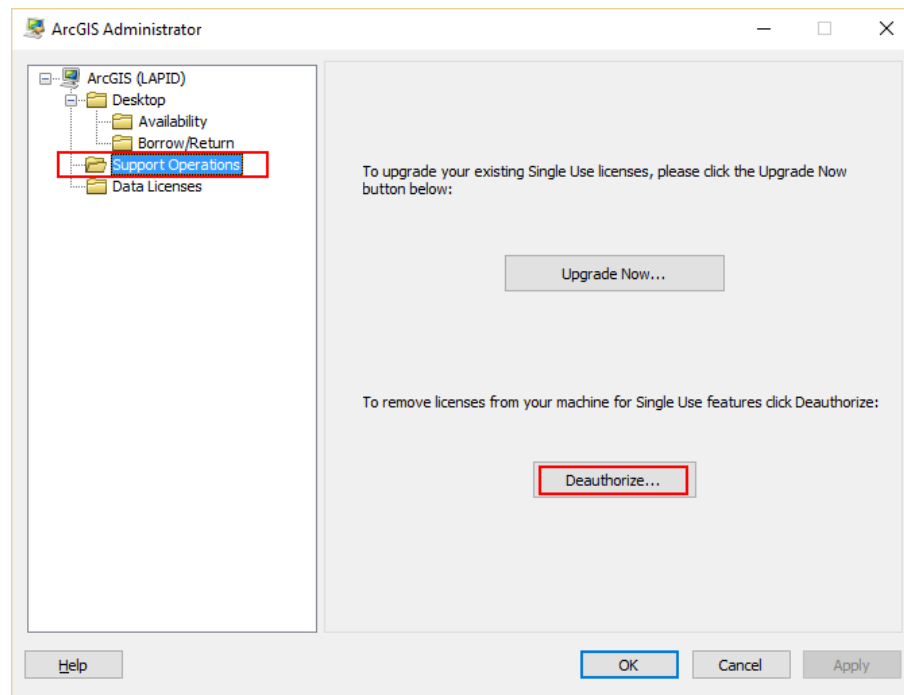 ArcGIS Administrator
ArcGIS (LAPID)
Desktop
Availability
Borrow/Return
Support Operations
Data Licenses
To upgrade your existing Single Use licenses, please click the Upgrade Now
button below:
Upgrade Now...
To remove licenses from your machine for Single Use features click Deauthorize:
Deauthorize...
Help
OK
Cancel
Apply